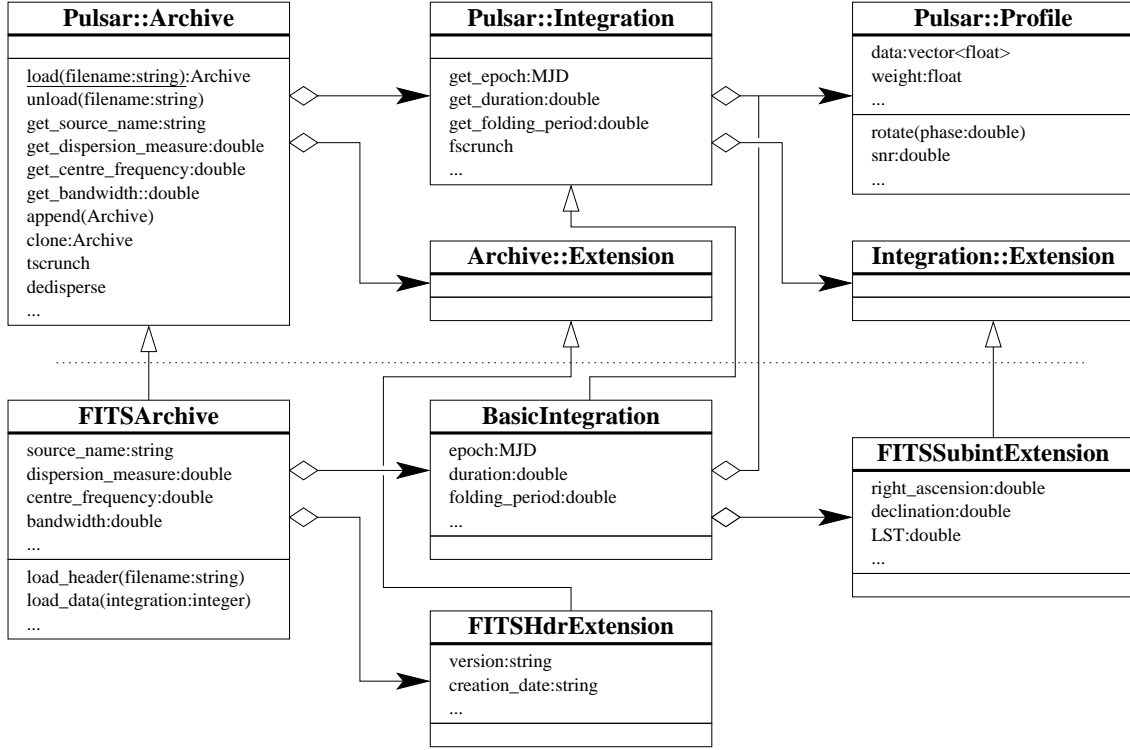 Pulsar::Archive
load(filename:string):Archive
unload(filename:string)
get_source_name:string
get_dispersion_measure:double
get_centre_frequency:double
get_bandwidth::double
append(Archive)
clone:Archive
tscrunch
dedisperse
...
Pulsar::Integration
get_epoch:MJD
get_duration:double
get_folding_period:double
fscrunch
...
Pulsar::Profile
data:vector<float>
weight:float
...
rotate(phase:double)
snr:double
...
Archive::Extension
Integration::Extension
FITSArchive
source_name:string
dispersion_measure:double
centre_frequency:double
bandwidth:double
...
load_header(filename:string)
load_data(integration:integer)
...
BasicIntegration
epoch:MJD
duration:double
folding_period:double
...
FITSSubintExtension
right_ascension:double
declination:double
LST:double
...
FITSHdrExtension
version:string
creation_date:string
...